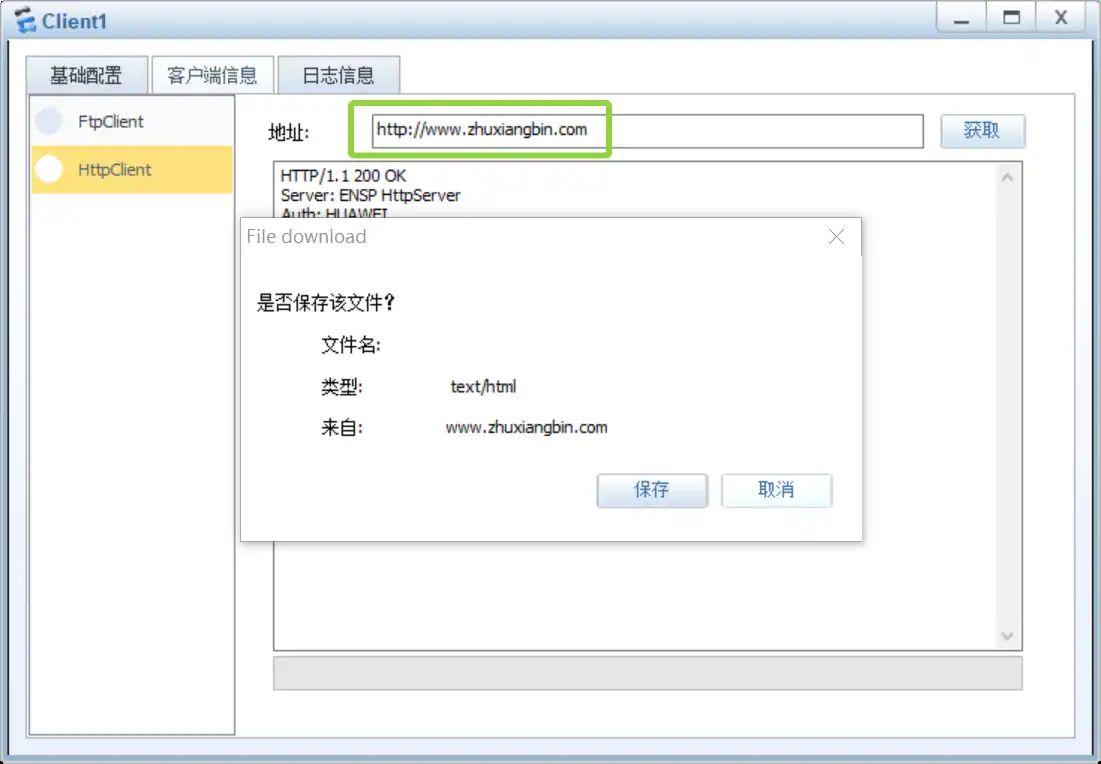 Client1
基础配置 客户端信息 日志信息
FtpClient
HttpClient
地址: http://www.zhuxiangbin.com 获取
HTTP/1.1 200 OK
Server: ENSP HttpServer
Auth: HUAWEI
File download
是否保存该文件?
文件名:
类型: text/html
来自: www.zhuxiangbin.com
保存 取消